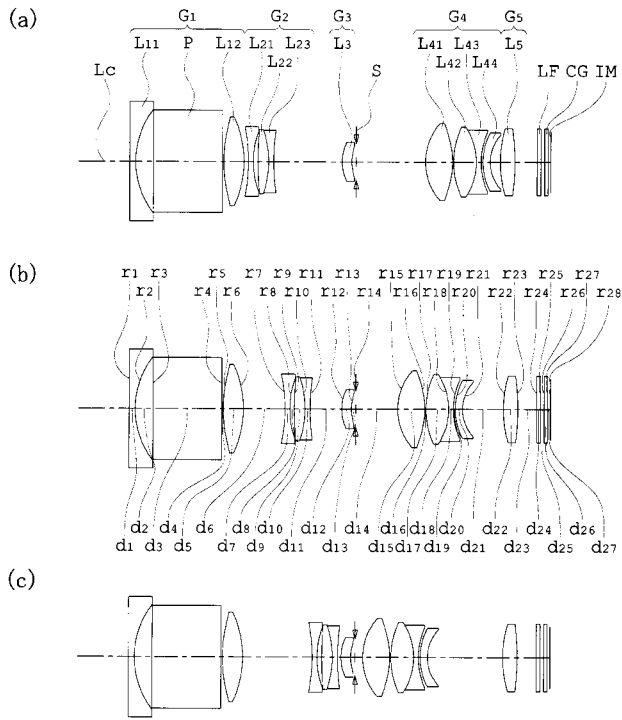 (a)
G1 G2 G3 G4 G5
L11 P L12 L21 L23 L3 L41 L43 L5
Lc L22 S L42 L44 LF CG IM
(b)
r1 r3 r5 r7 r9 r11 r13 r15 r17 r19 r21 r23 r25 r27
r2 r4 r6 r8 r10 r12 r14 r16 r18 r20 r22 r24 r26 r28
d2 d4 d6 d8 d10 d12 d14 d16 d18 d20 d22 d24 d26
d1 d3 d5 d7 d9 d11 d13 d15 d17 d19 d21 d23 d25 d27
(c)